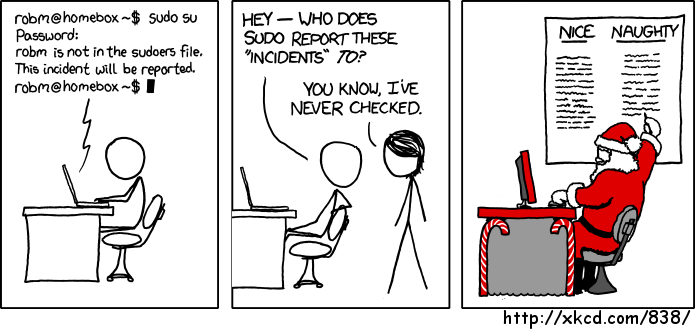 robm@homebox~$ sudo su
Password:
robm is not in the sudoers file.
This incident will be reported.
robm@homebox~$
HEY — WHO DOES
SUDO REPORT THESE
"INCIDENTS" TO?
YOU KNOW, I'VE
NEVER CHECKED.
NICE NAUGHTY
http://xkcd.com/838/